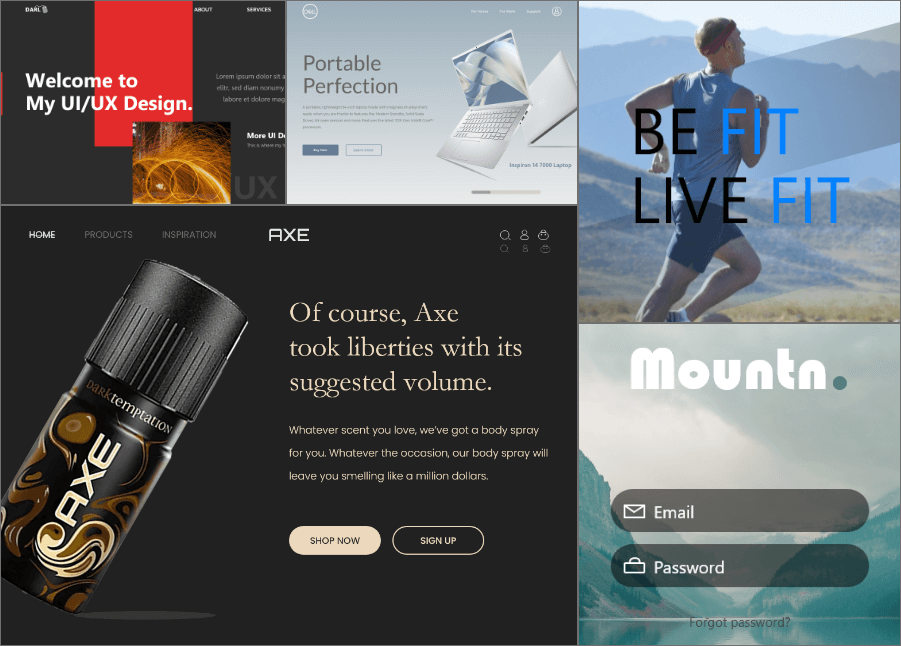 DARL
ABOUT
SERVICES
Welcome to
My UI/UX Design.
Lorem ipsum dolor sit a
elitr, sed diam nonumy
labore et dolore mag
More UI De
This is where my
UX
DELL
Support
Portable
Perfection
Buy Now
Learn More
Inspiron 14 7000 Laptop
BE FIT
LIVE FIT
HOME
PRODUCTS
INSPIRATION
AXE
Of course, Axe
took liberties with its
suggested volume.
Whatever scent you love, we've got a body spray
for you. Whatever the occasion, our body spray will
leave you smelling like a million dollars.
SHOP NOW
SIGN UP
darktemptation
AXE
Mountn.
Email
Password
Forgot password?